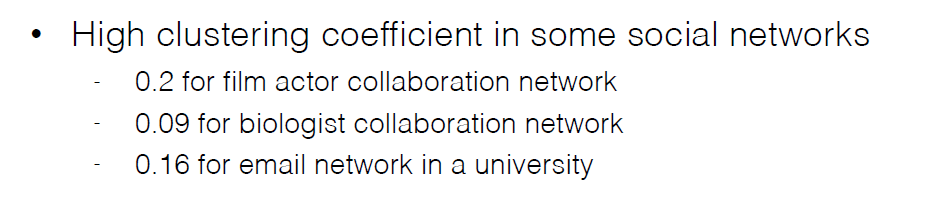 • High clustering coefficient in some social networks
- 0.2 for film actor collaboration network
- 0.09 for biologist collaboration network
- 0.16 for email network in a university